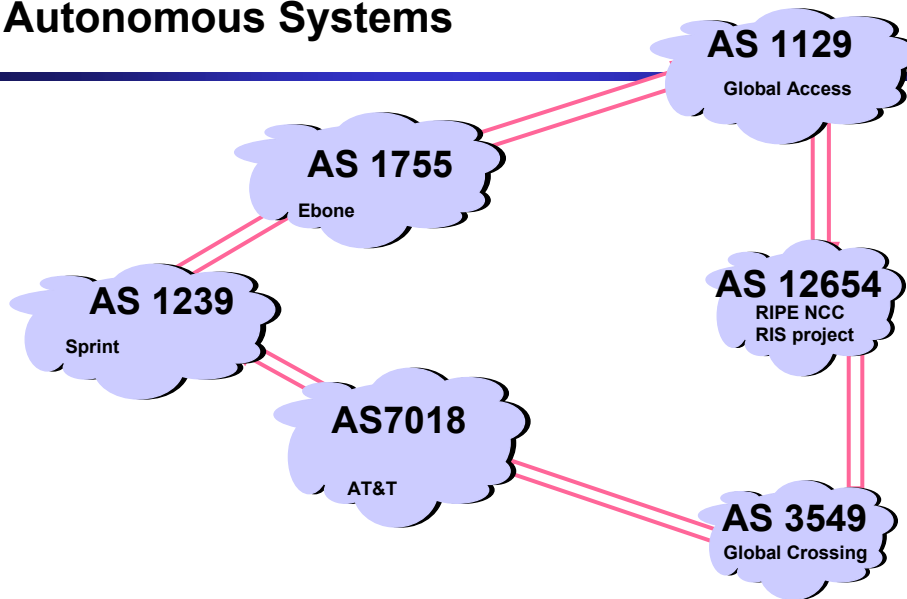 Autonomous Systems
AS 1129
Global Access
AS 1755
Ebone
AS 12654
RIPE NCC
RIS project
AS 1239
Sprint
AS7018
AT&T
AS 3549
Global Crossing